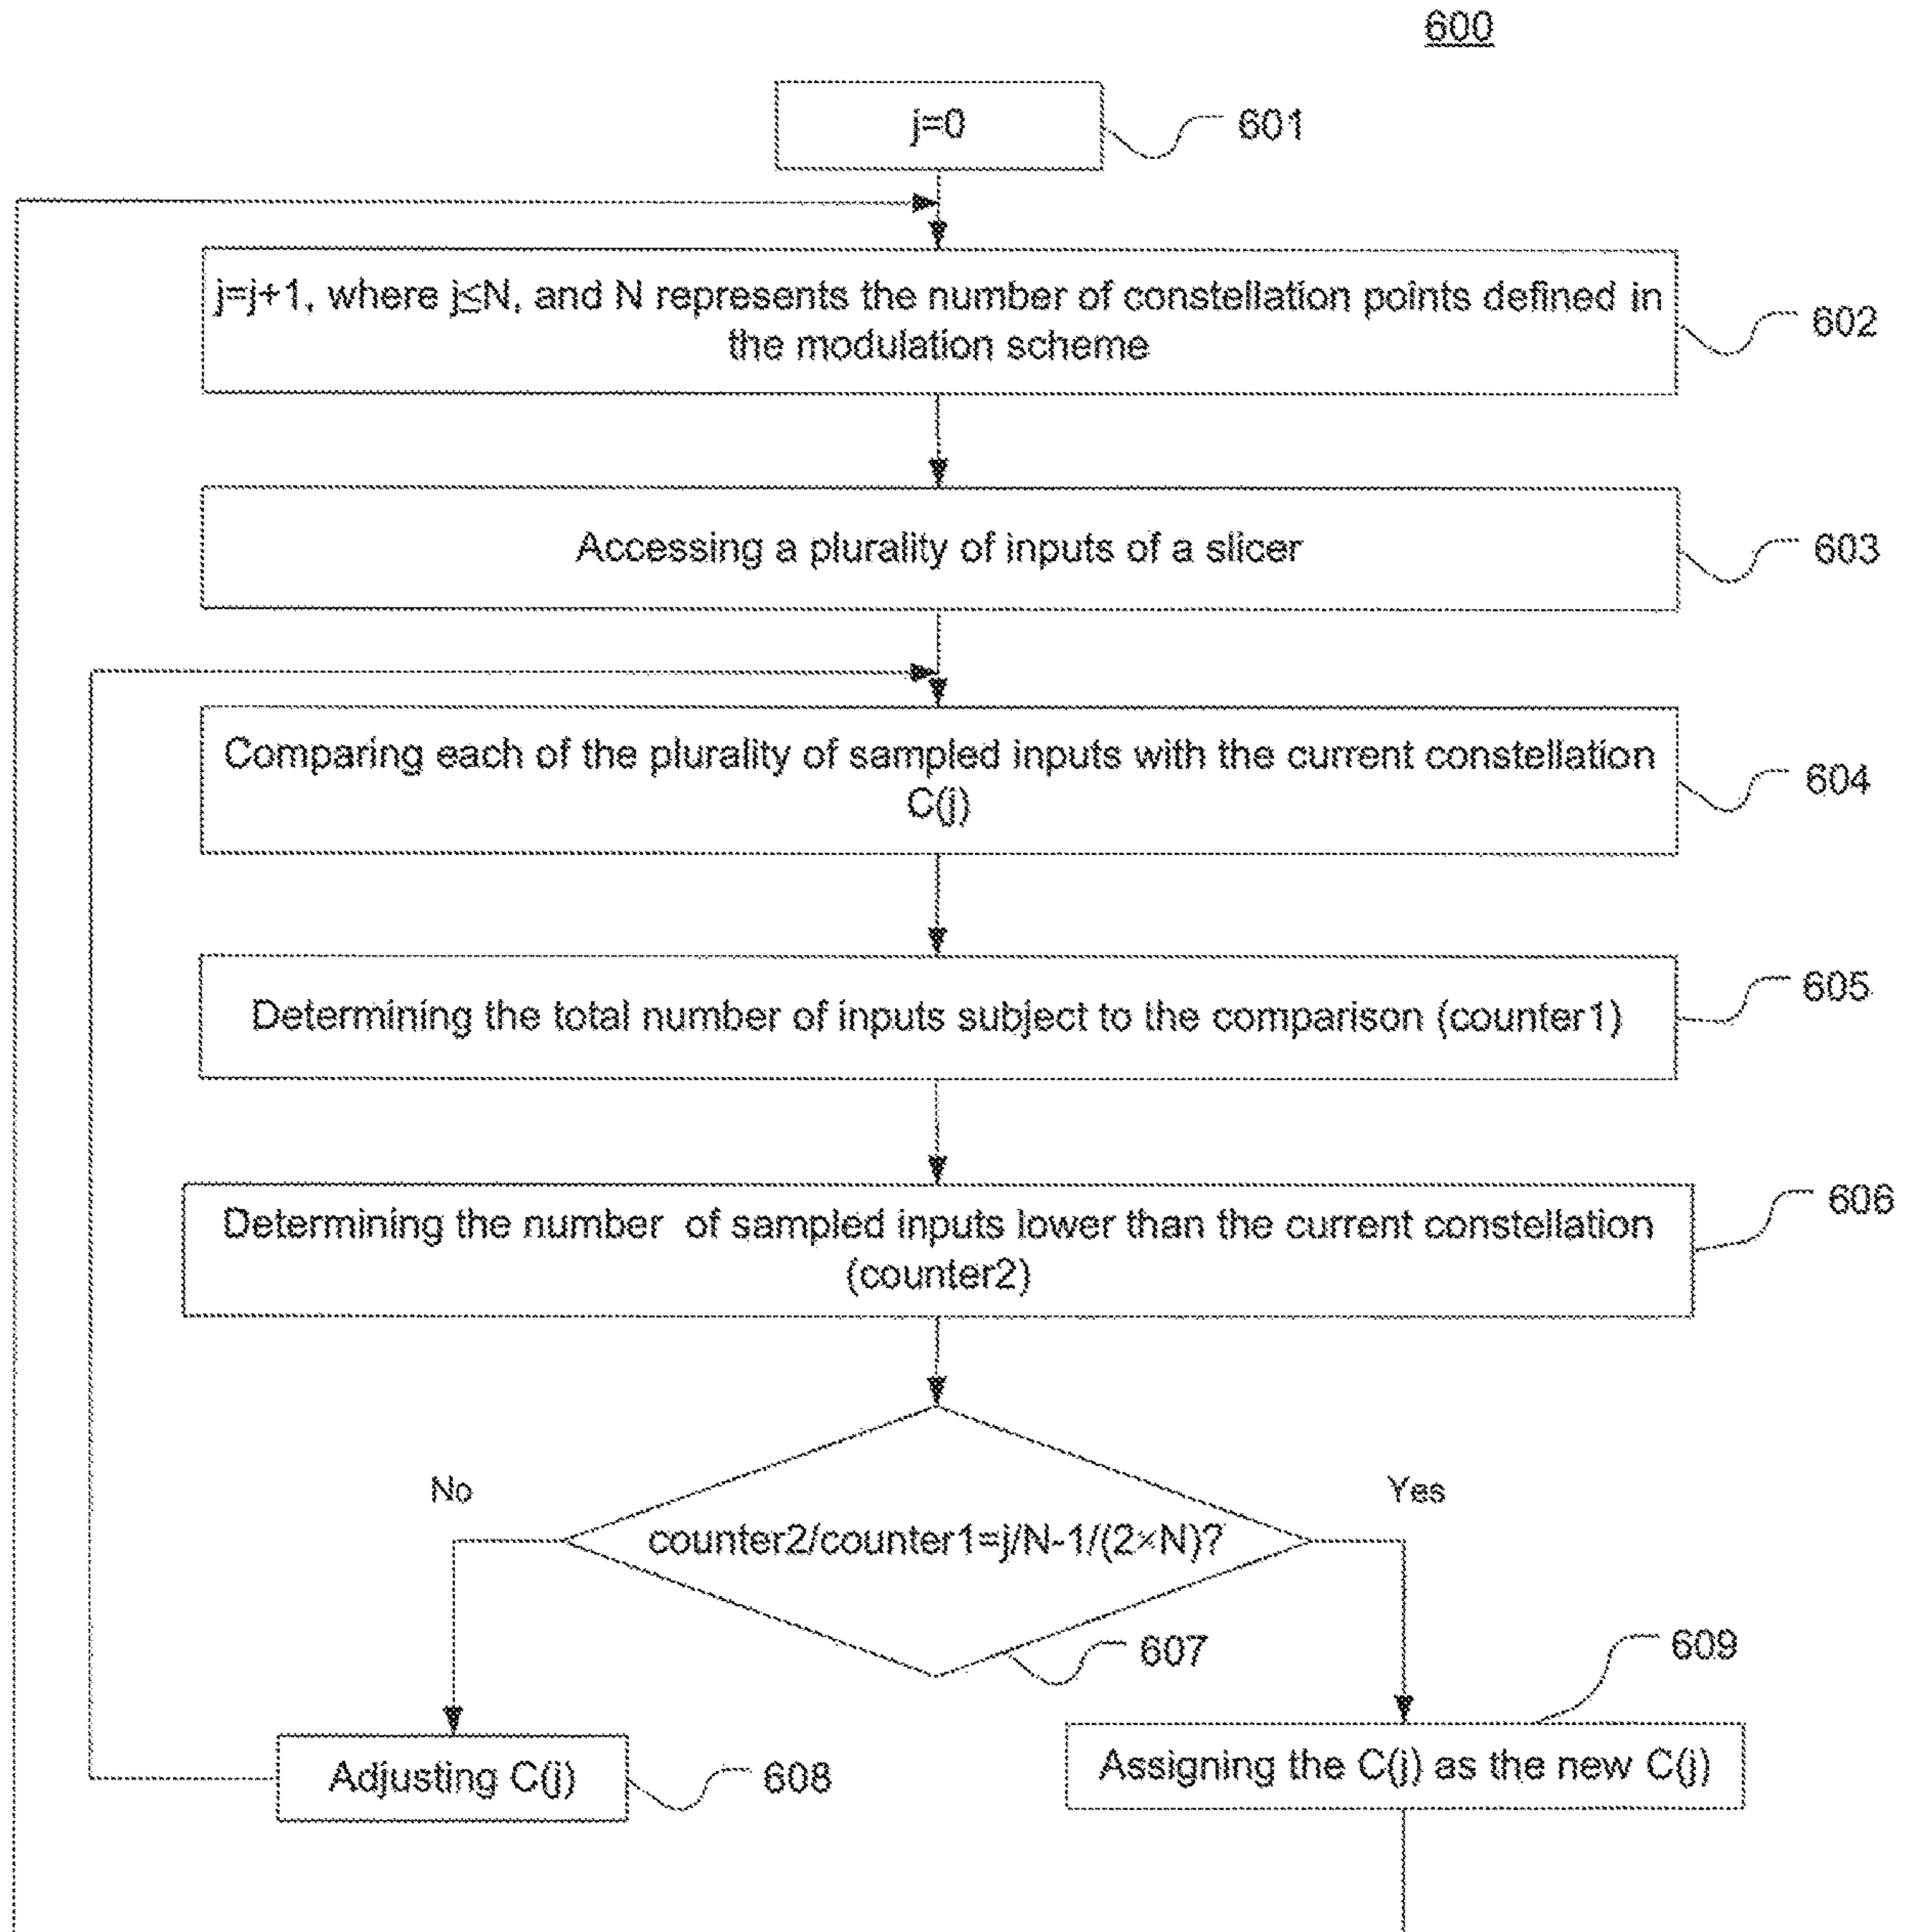 600
j=0
601
j=j+1, where j≤N, and N represents the number of constellation points defined in
the modulation scheme
602
Accessing a plurality of inputs of a slicer
603
Comparing each of the plurality of sampled inputs with the current constellation
C(j)
604
Determining the total number of inputs subject to the comparison (counter1)
605
Determining the number of sampled inputs lower than the current constellation
(counter2)
606
No
Yes
counter2/counter1=j/N-1/(2×N)?
607
Adjusting C(j)
608
Assigning the C(j) as the new C(j)
609